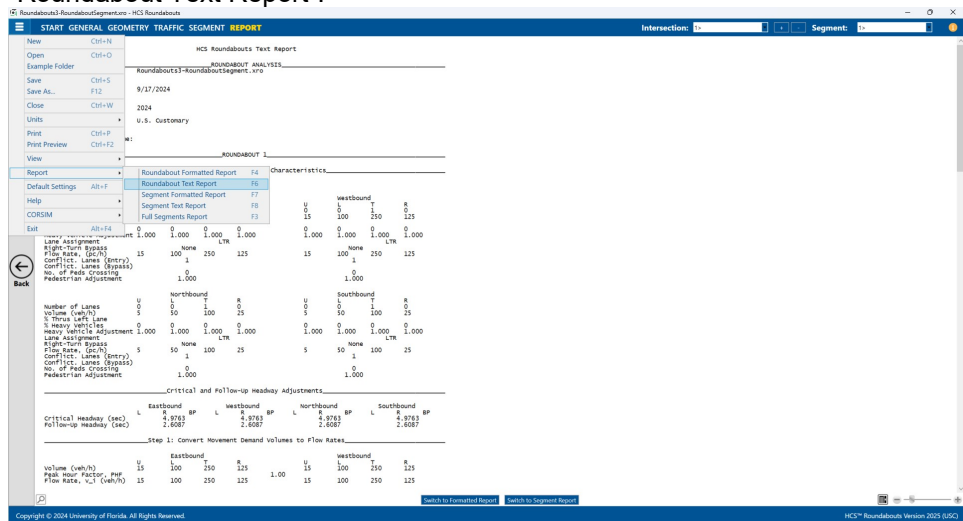 Roundabout Text Report .
Roundabouts3-RoundaboutSegment.xro - HCS Roundabouts
START GENERAL GEOMETRY TRAFFIC SEGMENT REPORT Intersection: 1> + - Segment: 1>
New Ctrl+N
Open Ctrl+O
Example Folder
Save Ctrl+S
Save As... F12
Close Ctrl+W
Units
Print Ctrl+P
Print Preview Ctrl+F2
View
Report
Default Settings Alt+F
Help
CORSIM
Exit Alt+F4
Roundabout Formatted Report F4
Roundabout Text Report F6
Segment Formatted Report F7
Segment Text Report F8
Full Segments Report F3
Back
HCS Roundabouts Text Report
ROUNDABOUT ANALYSIS
Roundabouts3-RoundaboutSegment.xro
9/17/2024
2024
U.S. Customary
me:
ROUNDABOUT 1
Characteristics
Westbound
U L T R
0 0 1 0
15 100 250 125
0 0 0 0 0 0 0 0
Heavy Vehicle Adjustment 1.000 1.000 1.000 1.000 1.000 1.000 1.000 1.000
Lane Assignment LTR LTR
Right-Turn Bypass None None
Flow Rate, (pc/h) 15 100 250 125 15 100 250 125
Conflict. Lanes (Entry) 1 1
Conflict. Lanes (Bypass)
No. of Peds Crossing 0 0
Pedestrian Adjustment 1.000 1.000
Northbound Southbound
U L T R U L T R
Number of Lanes 0 0 1 0 0 0 1 0
Volume (veh/h) 5 50 100 25 5 50 100 25
% Thrus Left Lane
% Heavy Vehicles 0 0 0 0 0 0 0 0
Heavy Vehicle Adjustment 1.000 1.000 1.000 1.000 1.000 1.000 1.000 1.000
Lane Assignment LTR LTR
Right-Turn Bypass None None
Flow Rate, (pc/h) 5 50 100 25 5 50 100 25
Conflict. Lanes (Entry) 1 1
Conflict. Lanes (Bypass)
No. of Peds Crossing 0 0
Pedestrian Adjustment 1.000 1.000
Critical and Follow-Up Headway Adjustments
Eastbound Westbound Northbound Southbound
L R BP L R BP L R BP L R BP
Critical Headway (sec) 4.9763 4.9763 4.9763 4.9763
Follow-Up Headway (sec) 2.6087 2.6087 2.6087 2.6087
Step 1: Convert Movement Demand Volumes to Flow Rates
Eastbound Westbound
U L T R U L T R
Volume (veh/h) 15 100 250 125 15 100 250 125
Peak Hour Factor, PHF 1.00
Flow Rate, v_i (veh/h) 15 100 250 125 15 100 250 125
Switch to Formatted Report Switch to Segment Report
Copyright © 2024 University of Florida. All Rights Reserved. HCS™ Roundabouts Version 2025 (USC)